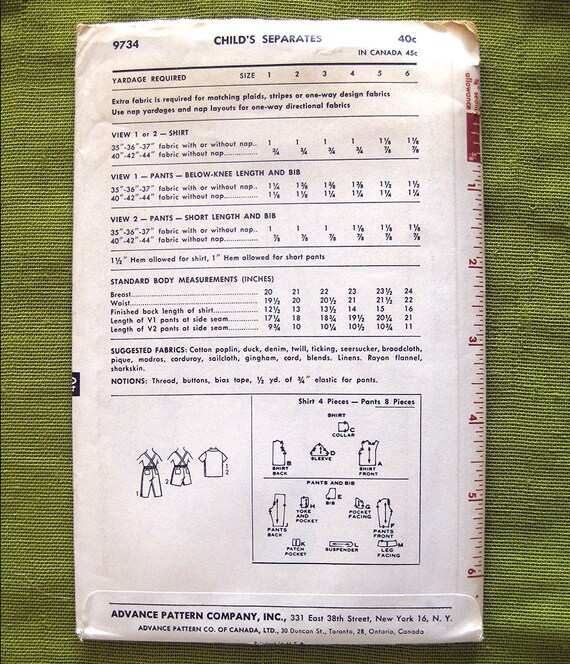 9734 CHILD'S SEPARATES 40c
IN CANADA 45c
YARDAGE REQUIRED SIZE 1 2 3 4 5 6
Extra fabric is required for matching plaids, stripes or one-way design fabrics
Use nap yardages and nap layouts for one-way directional fabrics
VIEW 1 or 2 — SHIRT
35"-36"-37" fabric with or without nap.. 1 1 1 1 1⅛ 1⅛
40"-42"-44" fabric without nap.............. ¾ ¾ ¾ ¾ ⅞ ⅞
VIEW 1 — PANTS — BELOW-KNEE LENGTH AND BIB
35"-36"-37" fabric with or without nap.. 1¼ 1⅜ 1⅜ 1⅜ 1½ 1½
40"-42"-44" fabric without nap.............. 1⅛ 1⅛ 1¼ 1¼ 1¼ 1¼
VIEW 2 — PANTS — SHORT LENGTH AND BIB
35"-36"-37" fabric with or without nap.. 1 1 1 1⅛ 1⅛ 1⅛
40"-42"-44" fabric without nap.............. ⅞ ⅞ ⅞ ⅞ ⅞ ⅞
1½" Hem allowed for shirt, 1" Hem allowed for short pants
STANDARD BODY MEASUREMENTS (INCHES)
Breast 20 21 22 23 23½ 24
Waist 19½ 20 20½ 21 21½ 22
Finished back length of shirt 12½ 13 13½ 14 15 16
Length of V1 pants at side seam 17¼ 18 18¾ 19½ 20¼ 21
Length of V2 pants at side seam 9¾ 10 10¼ 10½ 10¾ 11
SUGGESTED FABRICS: Cotton poplin, duck, denim, twill, ticking, seersucker, broadcloth,
pique, madras, corduroy, sailcloth, gingham, cord, blends. Linens. Rayon flannel,
sharkskin.
NOTIONS: Thread, buttons, bias tape, ½ yd. of ¾" elastic for pants.
Shirt 4 Pieces — Pants 8 Pieces
SHIRT
C
COLLAR
B
SHIRT
BACK
D
SLEEVE
A
SHIRT
FRONT
PANTS AND BIB
J
PANTS
BACK
H
YOKE
AND
POCKET
E
BIB
G
POCKET
FACING
F
PANTS
FRONT
K
PATCH
POCKET
L
SUSPENDER
M
LEG
FACING
1 2 1
2
ADVANCE PATTERN COMPANY, INC., 331 East 38th Street, New York 16, N. Y.
ADVANCE PATTERN CO. OF CANADA, LTD., 30 Duncan St., Toronto, 28, Ontario, Canada
allowance
1
2
3
4
5
6